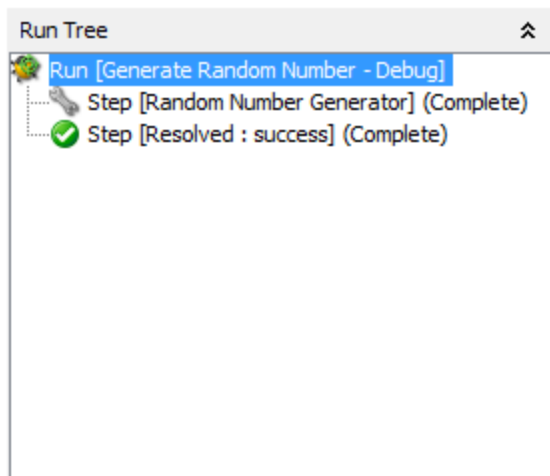 Run Tree
Run [Generate Random Number - Debug]
Step [Random Number Generator] (Complete)
Step [Resolved : success] (Complete)